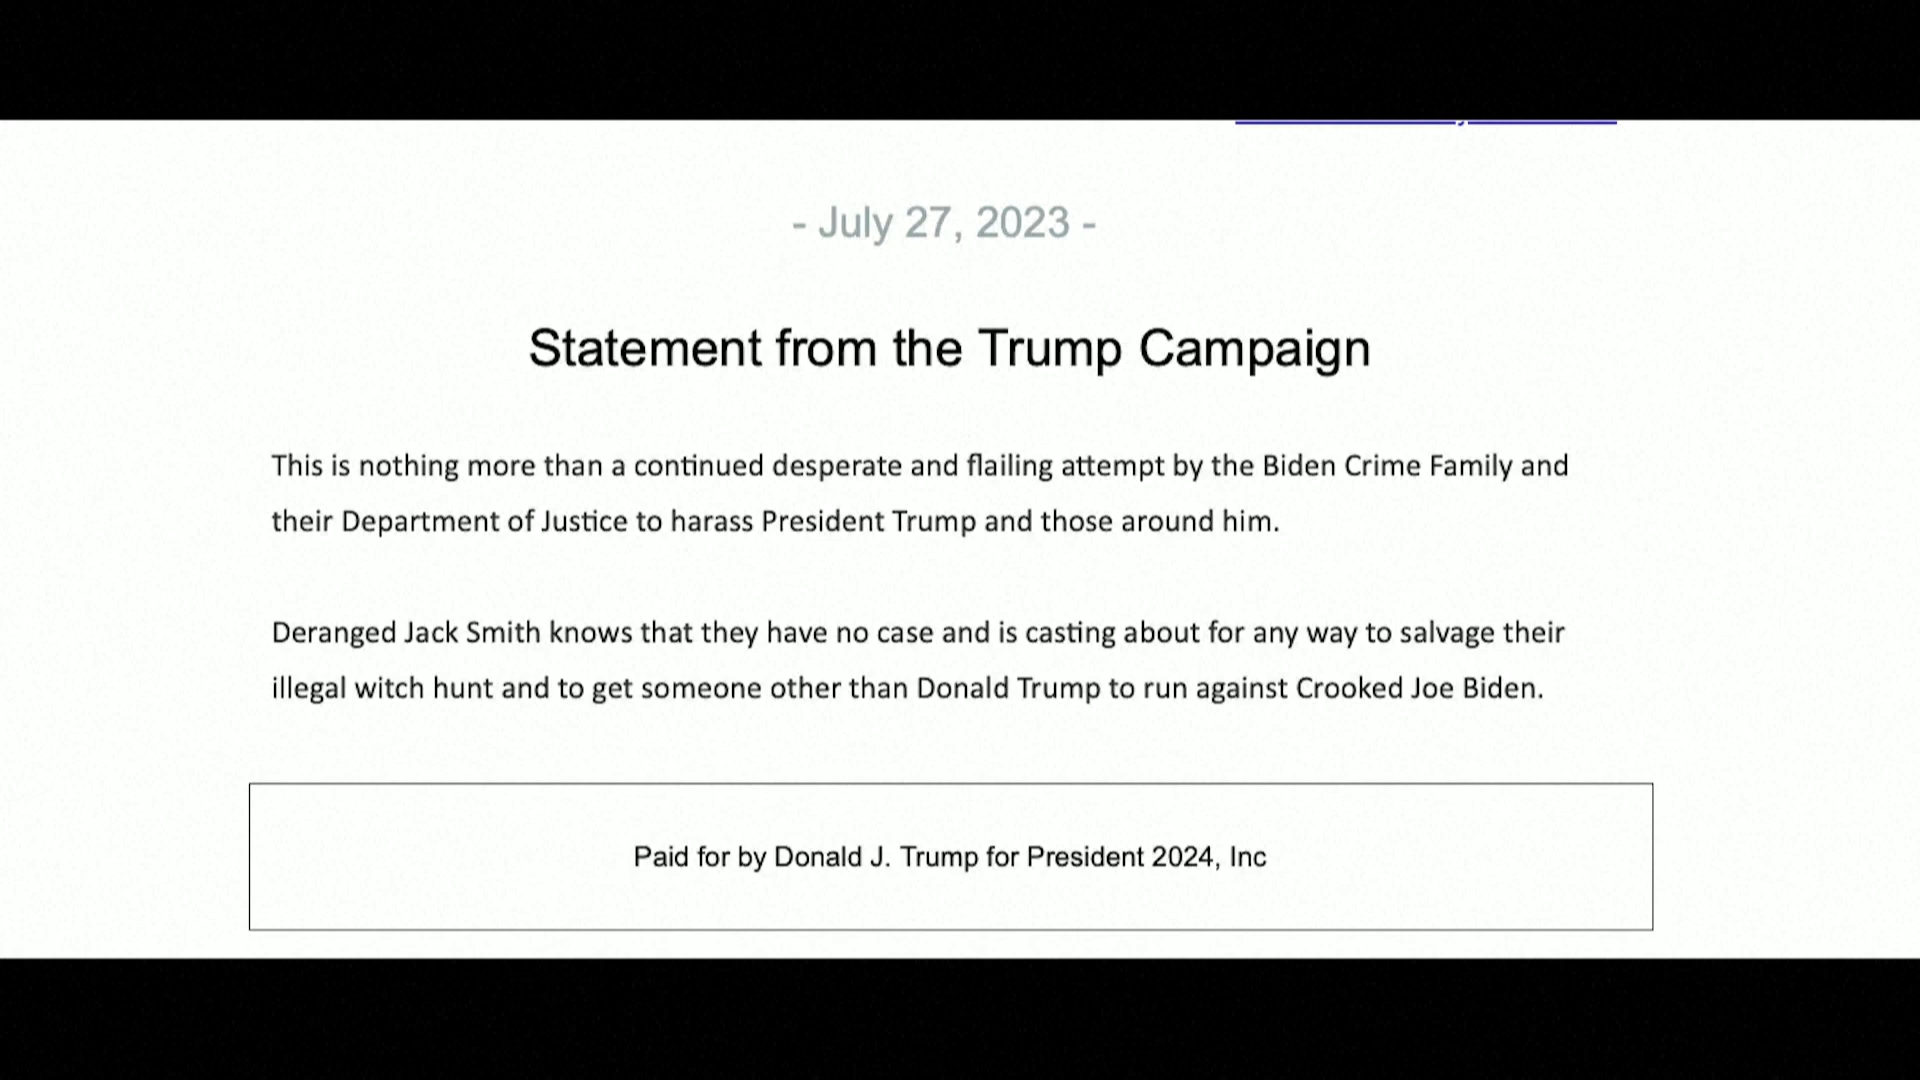 - July 27, 2023 -
Statement from the Trump Campaign
This is nothing more than a continued desperate and flailing attempt by the Biden Crime Family and
their Department of Justice to harass President Trump and those around him.
Deranged Jack Smith knows that they have no case and is casting about for any way to salvage their
illegal witch hunt and to get someone other than Donald Trump to run against Crooked Joe Biden.
Paid for by Donald J. Trump for President 2024, Inc